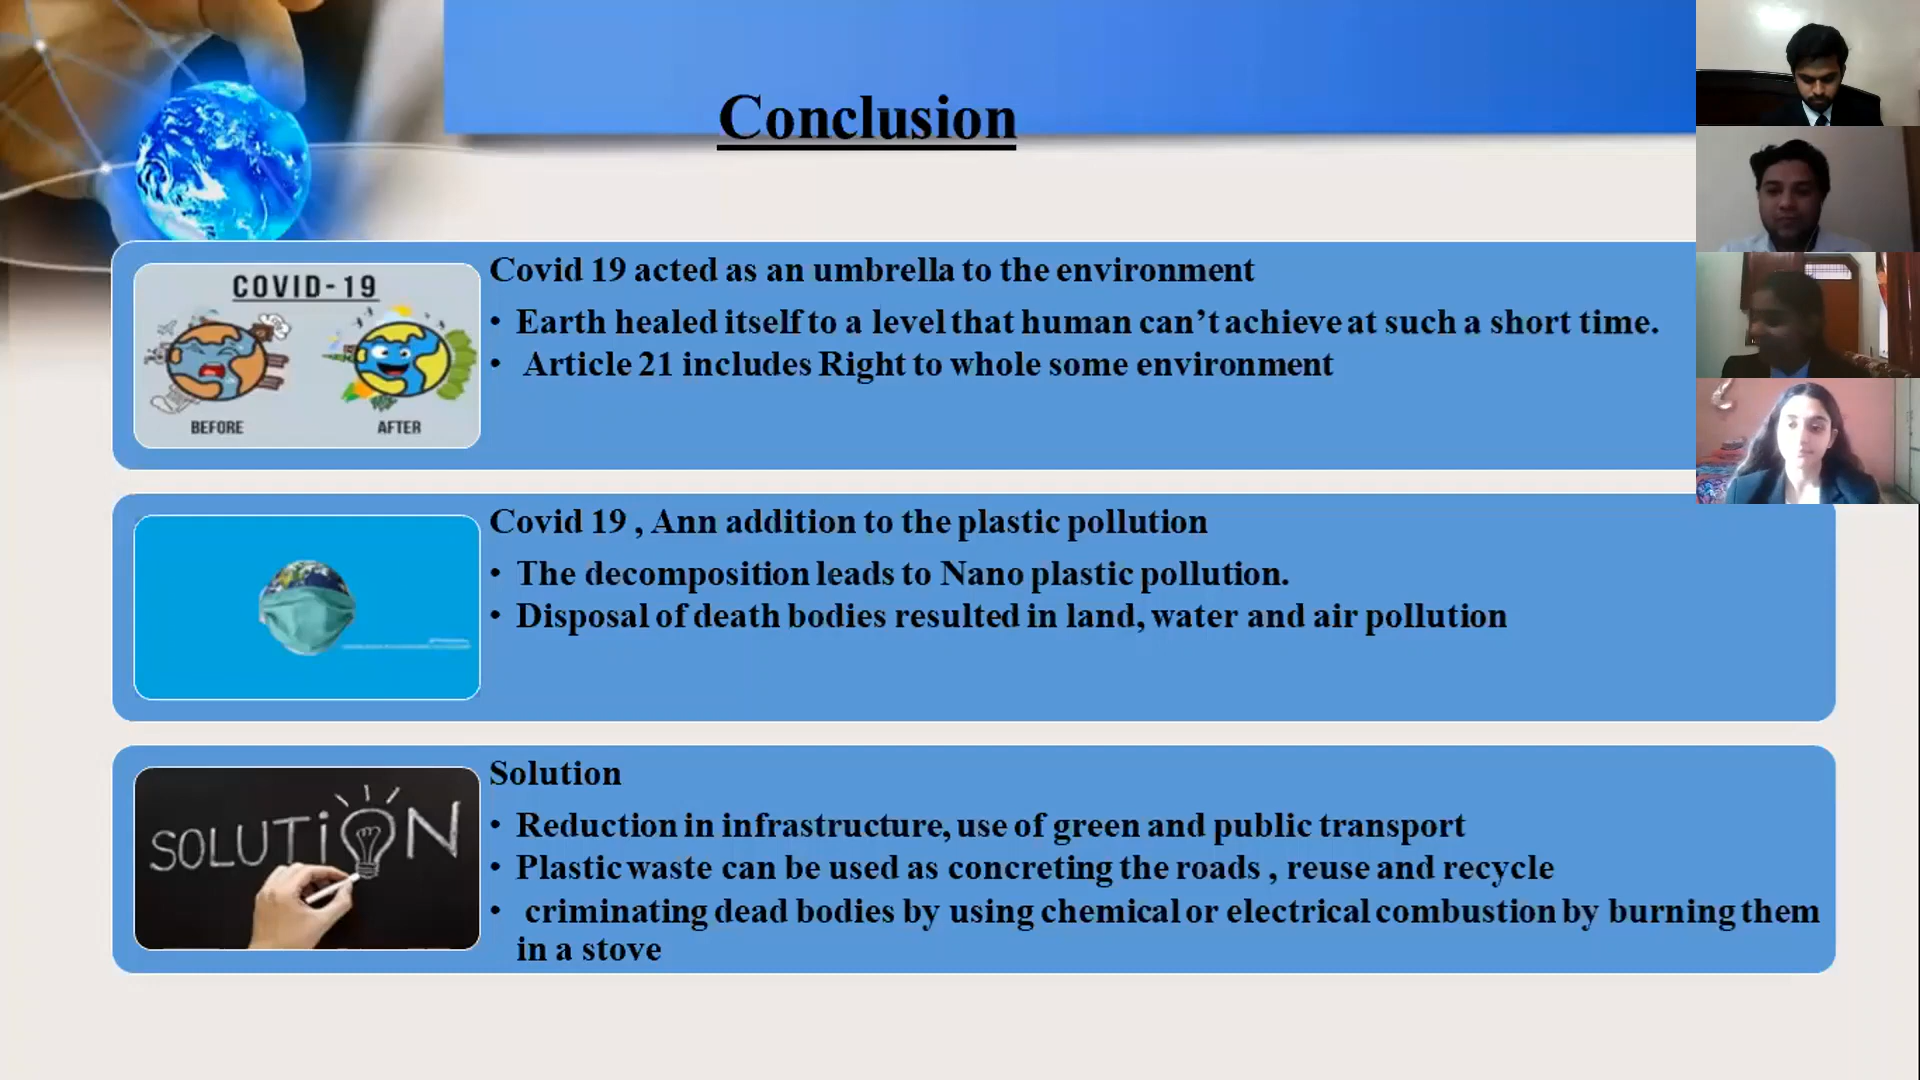 Conclusion
COVID-19
BEFORE AFTER
Covid 19 acted as an umbrella to the environment
• Earth healed itself to a level that human can’t achieve at such a short time.
• Article 21 includes Right to whole some environment
Covid 19 , Ann addition to the plastic pollution
• The decomposition leads to Nano plastic pollution.
• Disposal of death bodies resulted in land, water and air pollution
SOLUTiON
Solution
• Reduction in infrastructure, use of green and public transport
• Plastic waste can be used as concreting the roads , reuse and recycle
• criminating dead bodies by using chemical or electrical combustion by burning them
in a stove